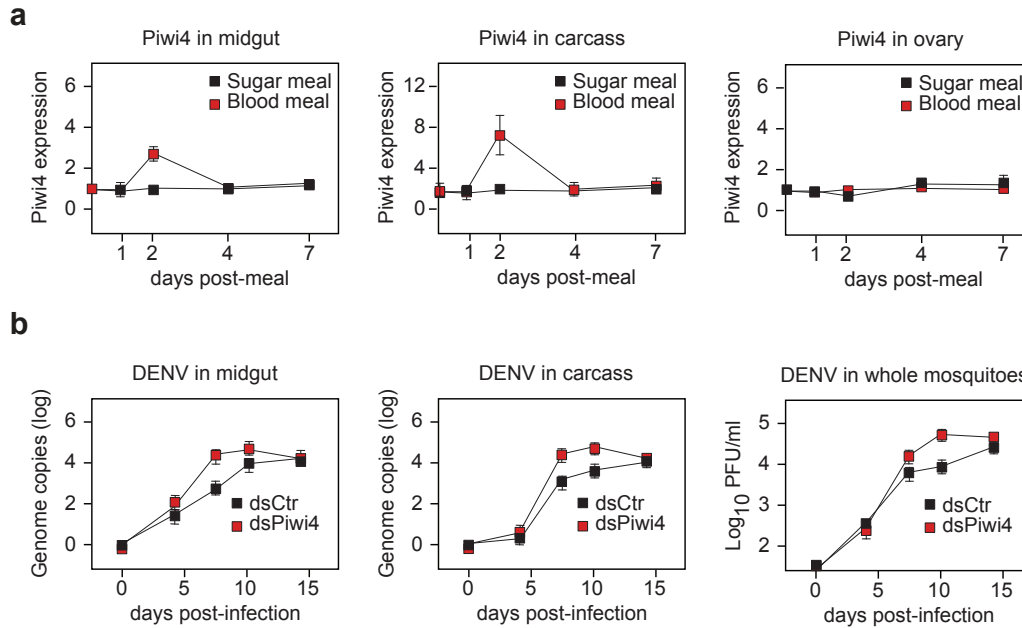 a
Piwi4 in midgut
Piwi4 expression
6
4
2
0
Sugar meal
Blood meal
1 2 4 7
days post-meal
Piwi4 in carcass
Piwi4 expression
12
8
4
0
Sugar meal
Blood meal
1 2 4 7
days post-meal
Piwi4 in ovary
Piwi4 expression
6
4
2
0
Sugar meal
Blood meal
1 2 4 7
days post-meal
b
DENV in midgut
Genome copies (log)
6
4
2
0
dsCtr
dsPiwi4
0 5 10 15
days post-infection
DENV in carcass
Genome copies (log)
6
4
2
0
dsCtr
dsPiwi4
0 5 10 15
days post-infection
DENV in whole mosquitoes
Log10 PFU/ml
5
4
3
2
dsCtr
dsPiwi4
0 5 10 15
days post-infection